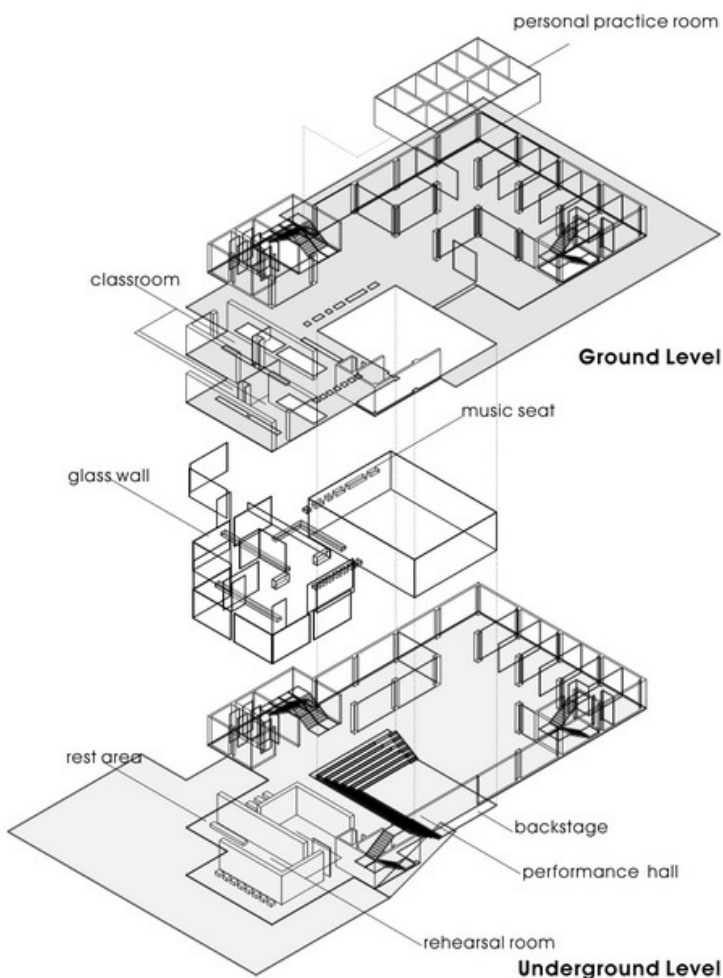 personal practice room
classroom
Ground Level
music seat
glass wall
rest area
backstage
performance hall
rehearsal room
Underground Level